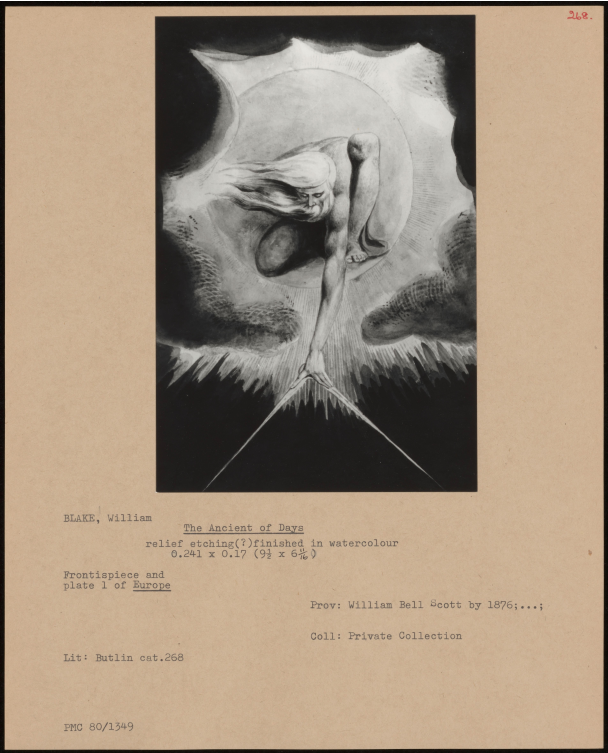 268.
BLAKE, William
The Ancient of Days
relief etching(?)finished in watercolour
0.241 x 0.17 (9½ x 6 11/16)
Frontispiece and
plate 1 of Europe
Prov: William Bell Scott by 1876;...;
Coll: Private Collection
Lit: Butlin cat.268
PMC 80/1349